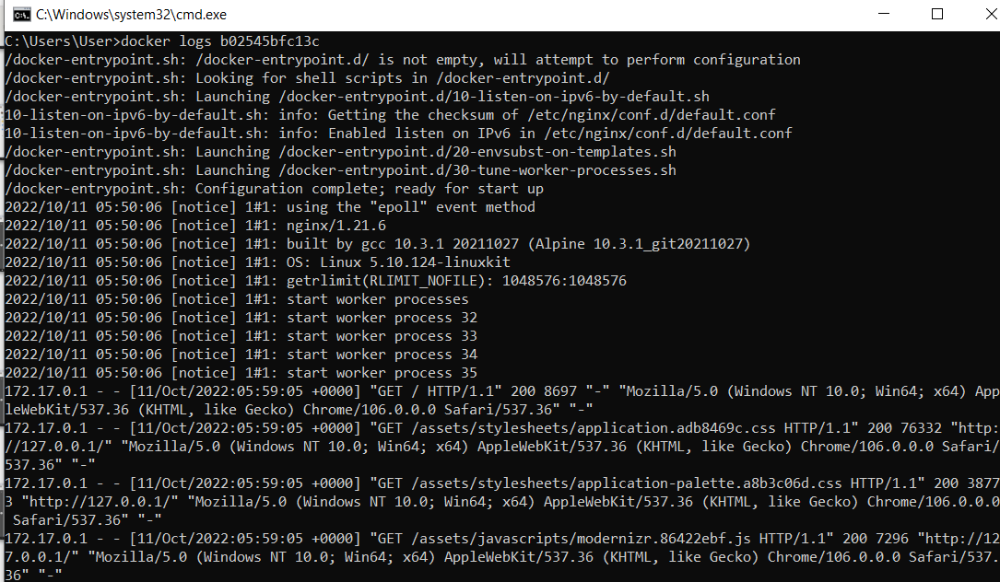 C:\Windows\system32\cmd.exe
C:\Users\User>docker logs b02545bfc13c
/docker-entrypoint.sh: /docker-entrypoint.d/ is not empty, will attempt to perform configuration
/docker-entrypoint.sh: Looking for shell scripts in /docker-entrypoint.d/
/docker-entrypoint.sh: Launching /docker-entrypoint.d/10-listen-on-ipv6-by-default.sh
10-listen-on-ipv6-by-default.sh: info: Getting the checksum of /etc/nginx/conf.d/default.conf
10-listen-on-ipv6-by-default.sh: info: Enabled listen on IPv6 in /etc/nginx/conf.d/default.conf
/docker-entrypoint.sh: Launching /docker-entrypoint.d/20-envsubst-on-templates.sh
/docker-entrypoint.sh: Launching /docker-entrypoint.d/30-tune-worker-processes.sh
/docker-entrypoint.sh: Configuration complete; ready for start up
2022/10/11 05:50:06 [notice] 1#1: using the "epoll" event method
2022/10/11 05:50:06 [notice] 1#1: nginx/1.21.6
2022/10/11 05:50:06 [notice] 1#1: built by gcc 10.3.1 20211027 (Alpine 10.3.1_git20211027)
2022/10/11 05:50:06 [notice] 1#1: OS: Linux 5.10.124-linuxkit
2022/10/11 05:50:06 [notice] 1#1: getrlimit(RLIMIT_NOFILE): 1048576:1048576
2022/10/11 05:50:06 [notice] 1#1: start worker processes
2022/10/11 05:50:06 [notice] 1#1: start worker process 32
2022/10/11 05:50:06 [notice] 1#1: start worker process 33
2022/10/11 05:50:06 [notice] 1#1: start worker process 34
2022/10/11 05:50:06 [notice] 1#1: start worker process 35
172.17.0.1 - - [11/Oct/2022:05:59:05 +0000] "GET / HTTP/1.1" 200 8697 "-" "Mozilla/5.0 (Windows NT 10.0; Win64; x64) App
leWebKit/537.36 (KHTML, like Gecko) Chrome/106.0.0.0 Safari/537.36" "-"
172.17.0.1 - - [11/Oct/2022:05:59:05 +0000] "GET /assets/stylesheets/application.adb8469c.css HTTP/1.1" 200 76332 "http:
//127.0.0.1/" "Mozilla/5.0 (Windows NT 10.0; Win64; x64) AppleWebKit/537.36 (KHTML, like Gecko) Chrome/106.0.0.0 Safari/
537.36" "-"
172.17.0.1 - - [11/Oct/2022:05:59:05 +0000] "GET /assets/stylesheets/application-palette.a8b3c06d.css HTTP/1.1" 200 3877
3 "http://127.0.0.1/" "Mozilla/5.0 (Windows NT 10.0; Win64; x64) AppleWebKit/537.36 (KHTML, like Gecko) Chrome/106.0.0.0
 Safari/537.36" "-"
172.17.0.1 - - [11/Oct/2022:05:59:05 +0000] "GET /assets/javascripts/modernizr.86422ebf.js HTTP/1.1" 200 7296 "http://12
7.0.0.1/" "Mozilla/5.0 (Windows NT 10.0; Win64; x64) AppleWebKit/537.36 (KHTML, like Gecko) Chrome/106.0.0.0 Safari/537.
36" "-"